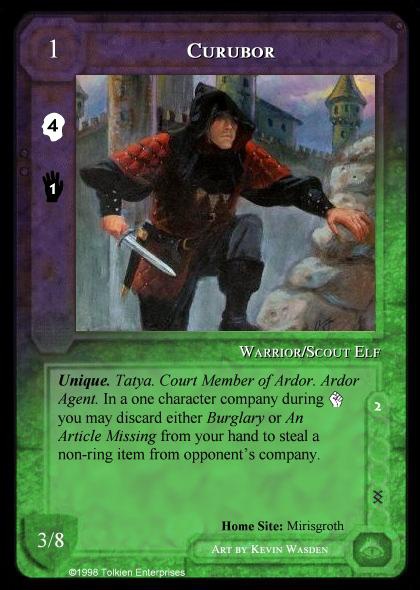 1
CURUBOR
4
1
WARRIOR/SCOUT ELF
Unique. Tatya. Court Member of Ardor. Ardor
Agent. In a one character company during
you may discard either Burglary or An
Article Missing from your hand to steal a
non-ring item from opponent's company.
2
Home Site: Mirisgroth
3/8
ART BY KEVIN WASDEN
©1998 Tolkien Enterprises